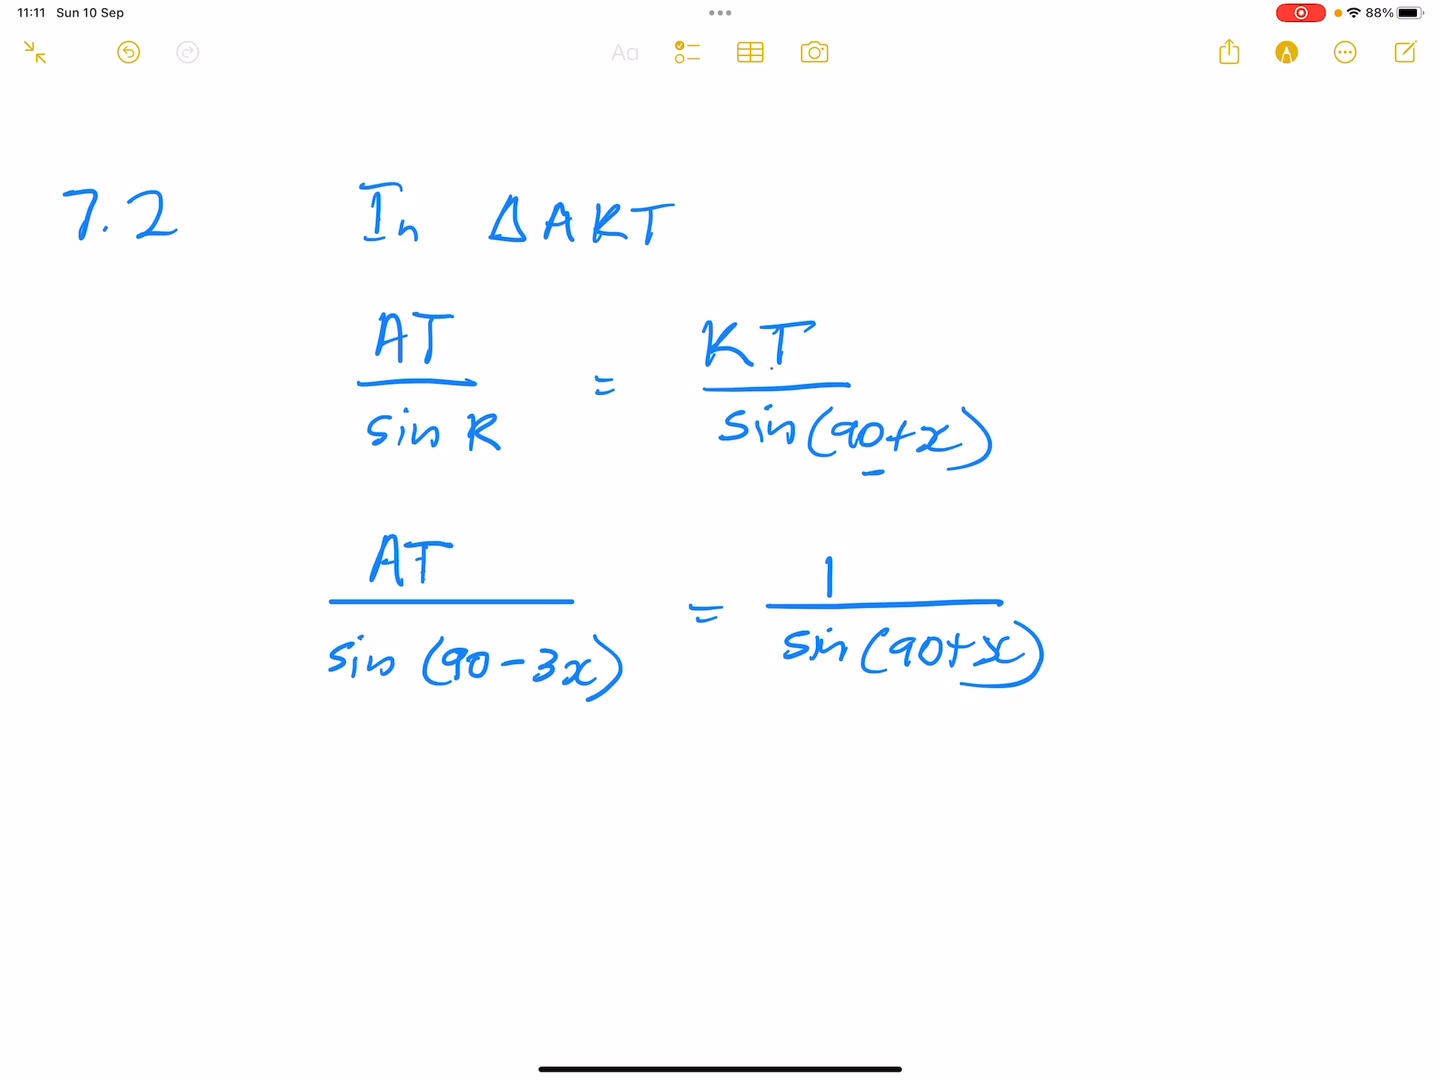 11:11 Sun 10 Sep 88%
Aa
7.2 In ΔAKT
AT / sin K = KT / sin(90+x)
AT / sin(90-3x) = 1 / sin(90+x)